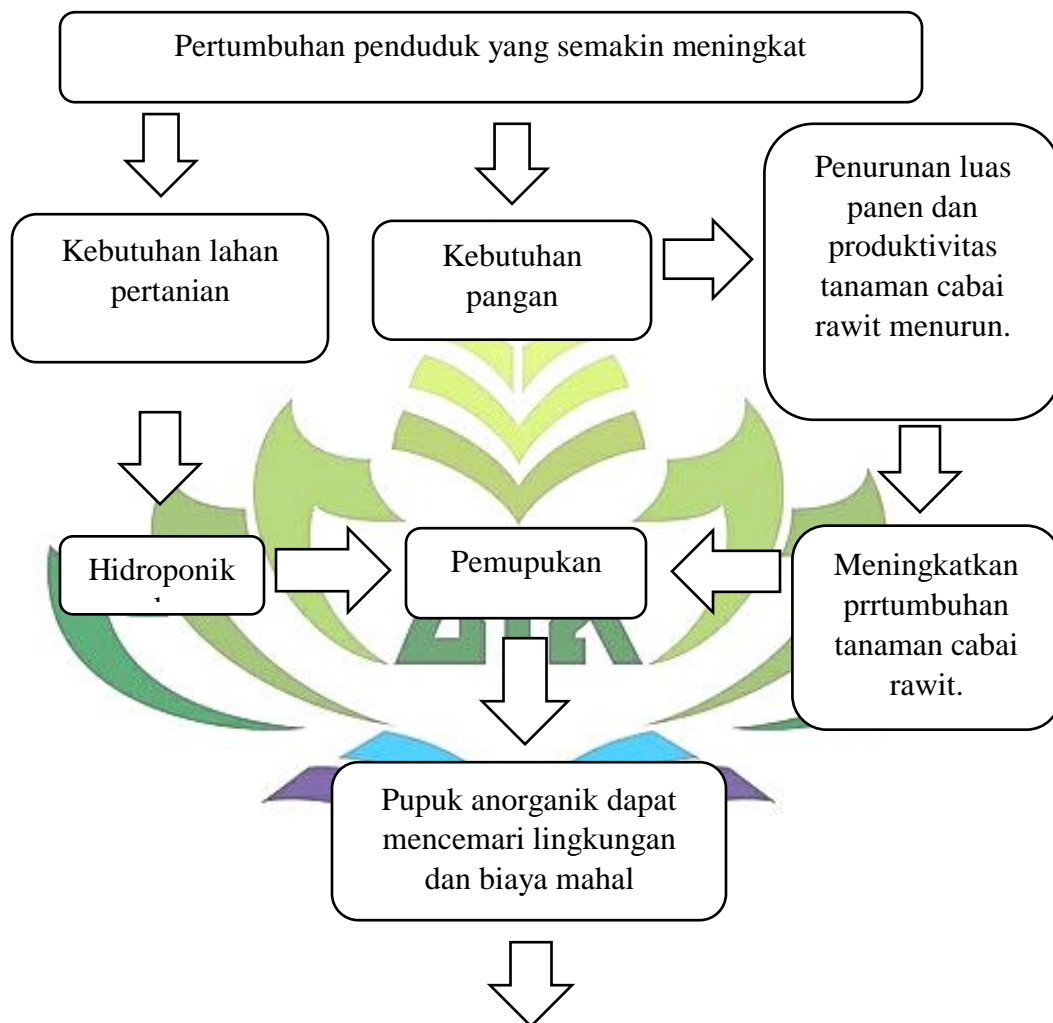 Pertumbuhan penduduk yang semakin meningkat
Kebutuhan lahan
pertanian
Kebutuhan
pangan
Penurunan luas
panen dan
produktivitas
tanaman cabai
rawit menurun.
Hidroponik
Pemupukan
Meningkatkan
prrtumbuhan
tanaman cabai
rawit.
Pupuk anorganik dapat
mencemari lingkungan
dan biaya mahal